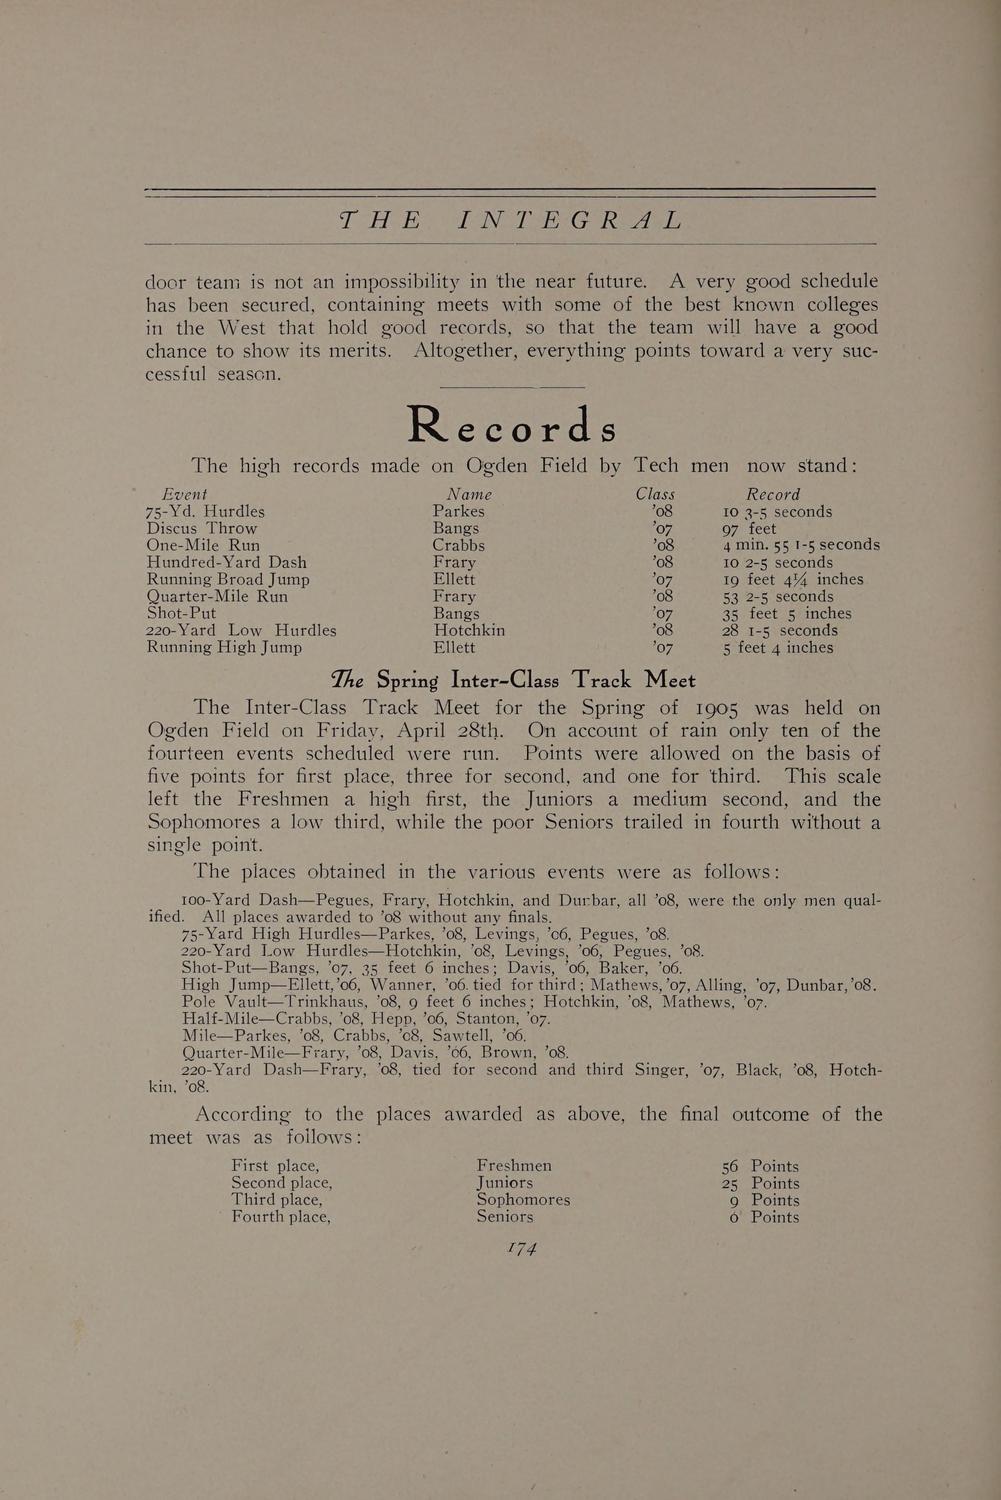 THE INTEGRAL
door team is not an impossibility in the near future. A very good schedule
has been secured, containing meets with some of the best known colleges
in the West that hold good records, so that the team will have a good
chance to show its merits. Altogether, everything points toward a very suc-
cessful season.
Records
The high records made on Ogden Field by Tech men now stand:
Event Name Class Record
75-Yd. Hurdles Parkes '08 10 3-5 seconds
Discus Throw Bangs '07 97 feet
One-Mile Run Crabbs '08 4 min. 55 1-5 seconds
Hundred-Yard Dash Frary '08 10 2-5 seconds
Running Broad Jump Ellett '07 19 feet 4¼ inches
Quarter-Mile Run Frary '08 53 2-5 seconds
Shot-Put Bangs '07 35 feet 5 inches
220-Yard Low Hurdles Hotchkin '08 28 1-5 seconds
Running High Jump Ellett '07 5 feet 4 inches
The Spring Inter-Class Track Meet
The Inter-Class Track Meet for the Spring of 1905 was held on
Ogden Field on Friday, April 28th. On account of rain only ten of the
fourteen events scheduled were run. Points were allowed on the basis of
five points for first place, three for second, and one for third. This scale
left the Freshmen a high first, the Juniors a medium second, and the
Sophomores a low third, while the poor Seniors trailed in fourth without a
single point.
The places obtained in the various events were as follows:
100-Yard Dash—Pegues, Frary, Hotchkin, and Durbar, all '08, were the only men qual-
ified. All places awarded to '08 without any finals.
75-Yard High Hurdles—Parkes, '08, Levings, '06, Pegues, '08.
220-Yard Low Hurdles—Hotchkin, '08, Levings, '06, Pegues, '08.
Shot-Put—Bangs, '07, 35 feet 6 inches; Davis, '06, Baker, '06.
High Jump—Ellett, '06, Wanner, '06. tied for third; Mathews, '07, Alling, '07, Dunbar, '08.
Pole Vault—Trinkhaus, '08, 9 feet 6 inches; Hotchkin, '08, Mathews, '07.
Half-Mile—Crabbs, '08, Hepp, '06, Stanton, '07.
Mile—Parkes, '08, Crabbs, '08, Sawtell, '06.
Quarter-Mile—Frary, '08, Davis, '06, Brown, '08.
220-Yard Dash—Frary, '08, tied for second and third Singer, '07, Black, '08, Hotch-
kin, '08.
According to the places awarded as above, the final outcome of the
meet was as follows:
First place, Freshmen 56 Points
Second place, Juniors 25 Points
Third place, Sophomores 9 Points
Fourth place, Seniors 0 Points
174